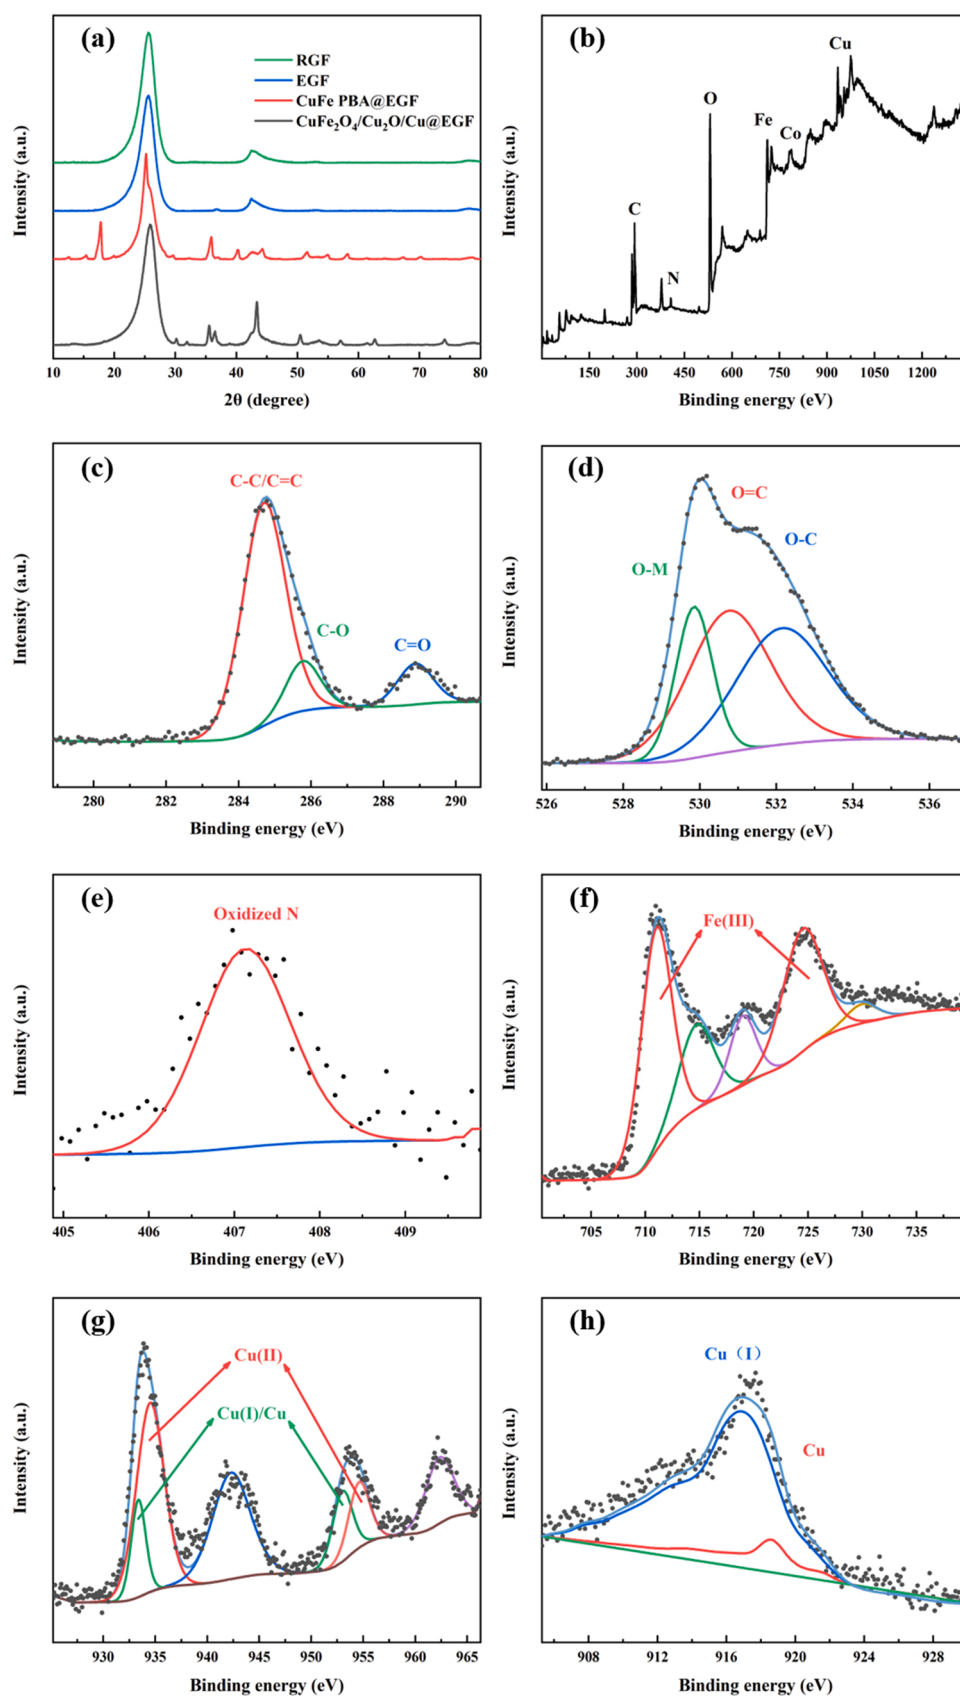 (a)
RGF
EGF
CuFe PBA@EGF
CuFe₂O₄/Cu₂O/Cu@EGF
Intensity (a.u.)
10 20 30 40 50 60 70 80
2θ (degree)
(b)
Cu
O
Fe
Co
C
N
Intensity (a.u.)
150 300 450 600 750 900 1050 1200
Binding energy (eV)
(c)
C-C/C=C
C-O
C=O
Intensity (a.u.)
280 282 284 286 288 290
Binding energy (eV)
(d)
O=C
O-C
O-M
Intensity (a.u.)
526 528 530 532 534 536
Binding energy (eV)
(e)
Oxidized N
Intensity (a.u.)
405 406 407 408 409
Binding energy (eV)
(f)
Fe(III)
Intensity (a.u.)
705 710 715 720 725 730 735
Binding energy (eV)
(g)
Cu(II)
Cu(I)/Cu
Intensity (a.u.)
930 935 940 945 950 955 960 965
Binding energy (eV)
(h)
Cu（I）
Cu
Intensity (a.u.)
908 912 916 920 924 928
Binding energy (eV)